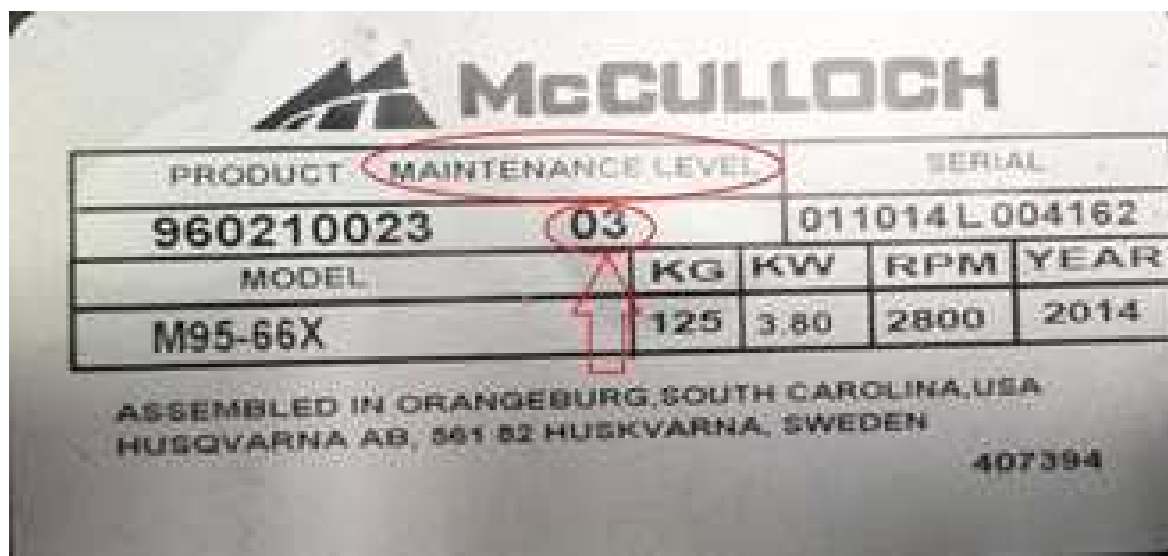 McCULLOCH
PRODUCT MAINTENANCE LEVEL SERIAL
960210023 03 011014L004162
MODEL KG KW RPM YEAR
M95-66X 125 3.80 2800 2014
ASSEMBLED IN ORANGEBURG,SOUTH CAROLINA,USA
HUSQVARNA AB, 561 82 HUSKVARNA, SWEDEN
407394